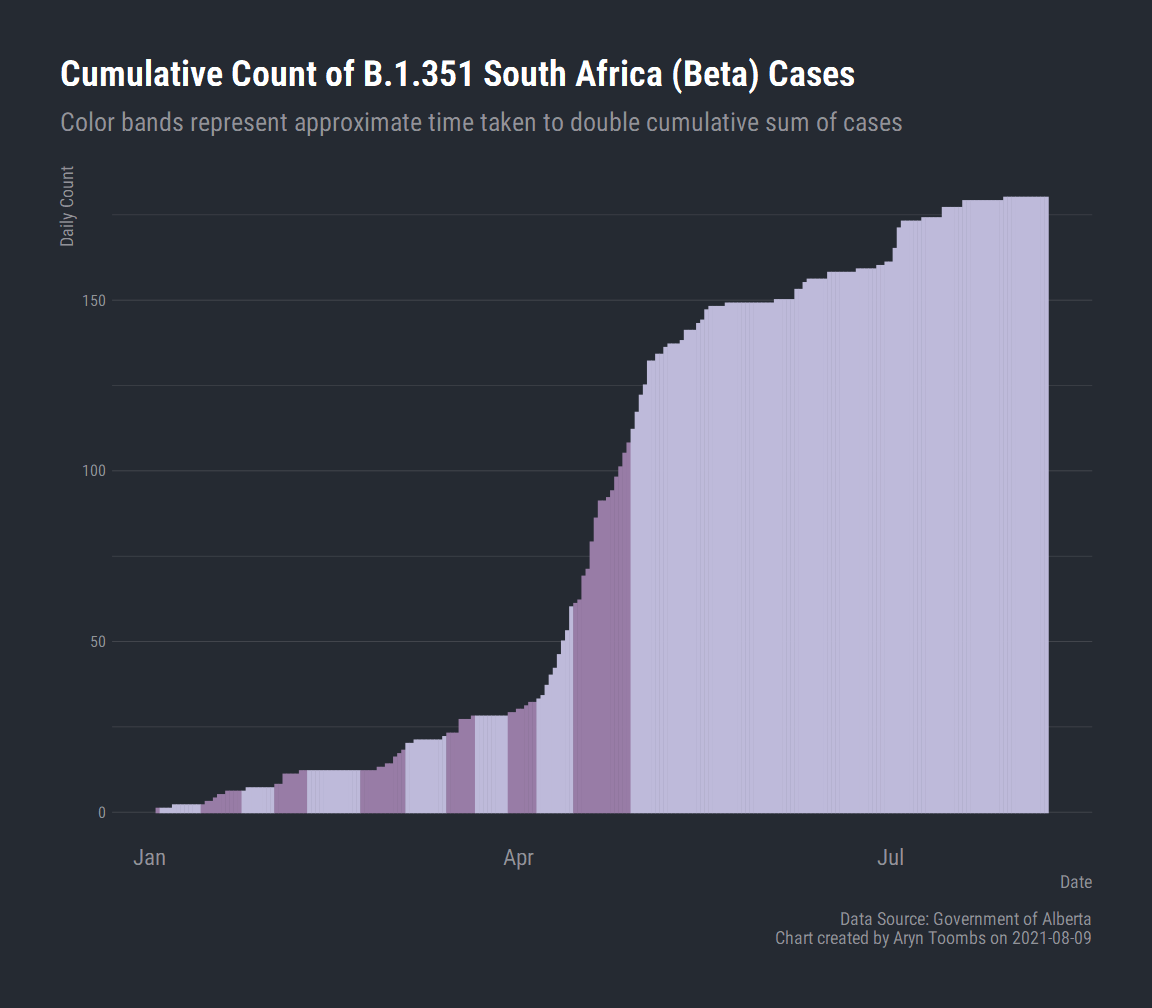 Cumulative Count of B.1.351 South Africa (Beta) Cases
Color bands represent approximate time taken to double cumulative sum of cases
Daily Count
150
100
50
0
Jan Apr Jul
Date
Data Source: Government of Alberta
Chart created by Aryn Toombs on 2021-08-09